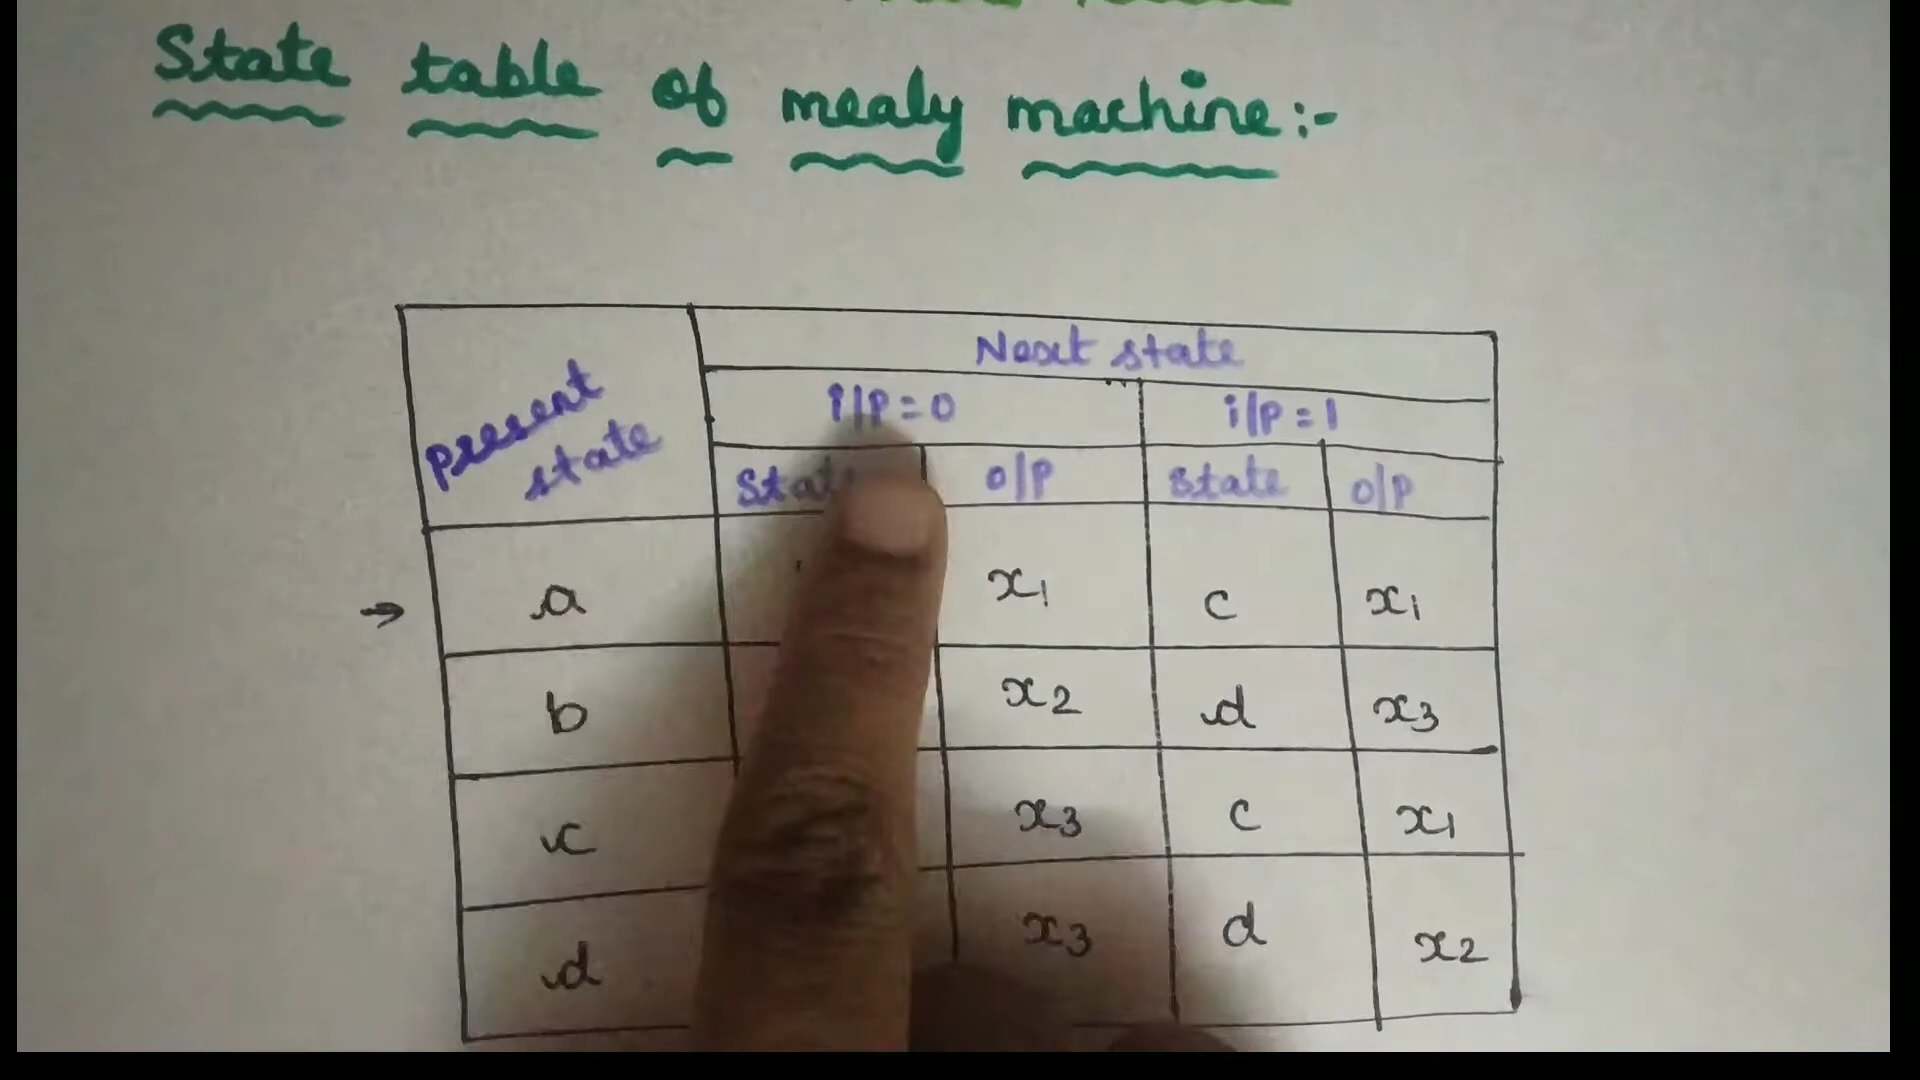 State table of mealy machine:-
Next state
present state
i/p=0 i/p=1
State o/p state o/p
→ a x1 c x1
b x2 d x3
c x3 c x1
d x3 d x2